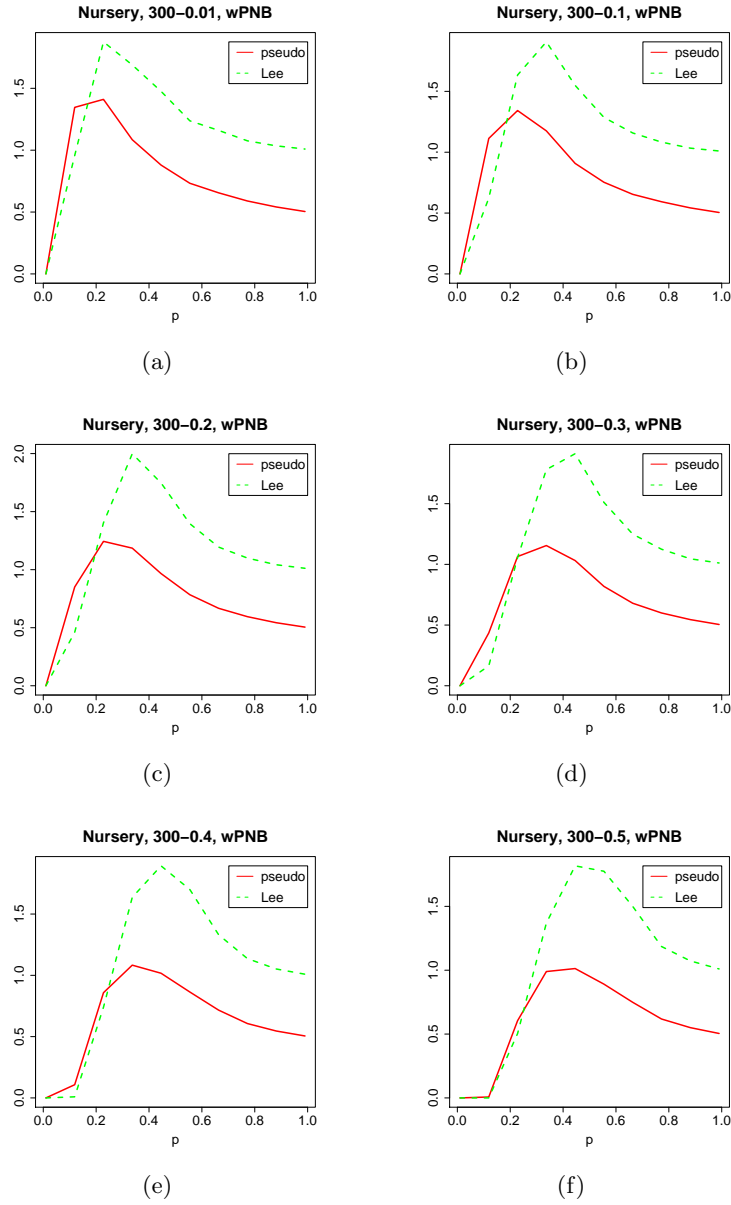 Nursery, 300−0.01, wPNB
pseudo
Lee
0.0 0.5 1.0 1.5
0.0 0.2 0.4 0.6 0.8 1.0
p
(a)
Nursery, 300−0.1, wPNB
pseudo
Lee
0.0 0.5 1.0 1.5
0.0 0.2 0.4 0.6 0.8 1.0
p
(b)
Nursery, 300−0.2, wPNB
pseudo
Lee
0.0 0.5 1.0 1.5 2.0
0.0 0.2 0.4 0.6 0.8 1.0
p
(c)
Nursery, 300−0.3, wPNB
pseudo
Lee
0.0 0.5 1.0 1.5
0.0 0.2 0.4 0.6 0.8 1.0
p
(d)
Nursery, 300−0.4, wPNB
pseudo
Lee
0.0 0.5 1.0 1.5
0.0 0.2 0.4 0.6 0.8 1.0
p
(e)
Nursery, 300−0.5, wPNB
pseudo
Lee
0.0 0.5 1.0 1.5
0.0 0.2 0.4 0.6 0.8 1.0
p
(f)